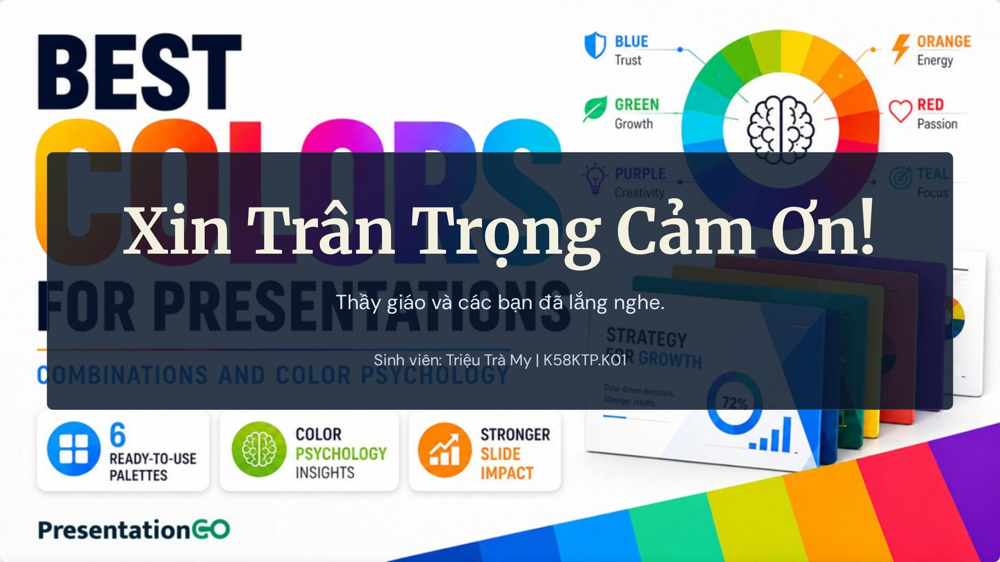 BEST
COLORS
FOR PRESENTATIONS
COMBINATIONS AND COLOR PSYCHOLOGY
BLUE
Trust
GREEN
Growth
PURPLE
Creativity
ORANGE
Energy
RED
Passion
TEAL
Focus
Xin Trân Trọng Cảm Ơn!
Thầy giáo và các bạn đã lắng nghe.
Sinh viên: Triệu Trà My | K58KTP.K01
STRATEGY
FOR GROWTH
Data-driven decisions.
Stronger results.
72%
6
READY-TO-USE
PALETTES
COLOR
PSYCHOLOGY
INSIGHTS
STRONGER
SLIDE
IMPACT
PresentationGO